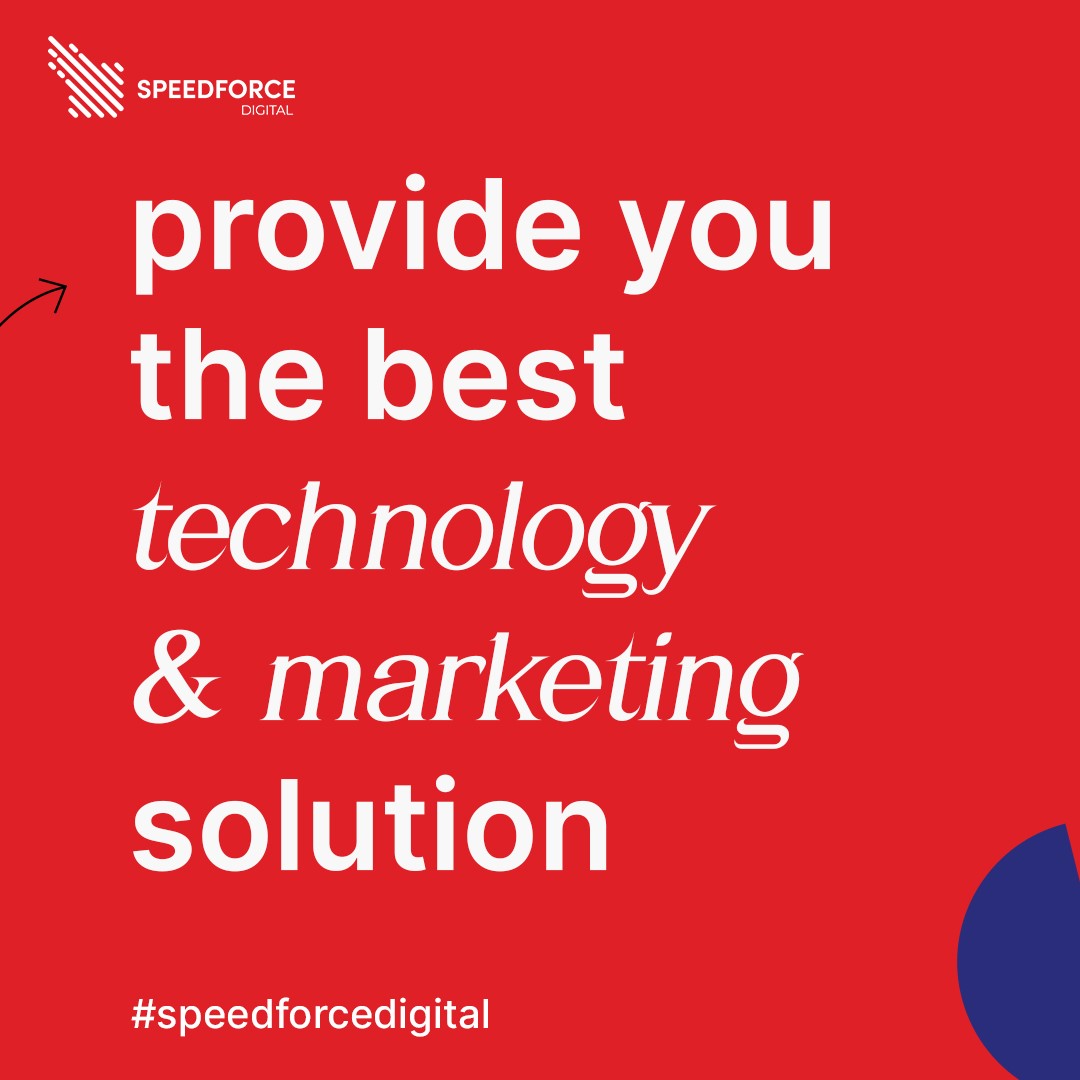 SPEEDFORCE
DIGITAL
provide you
the best
technology
& marketing
solution
#speedforcedigital